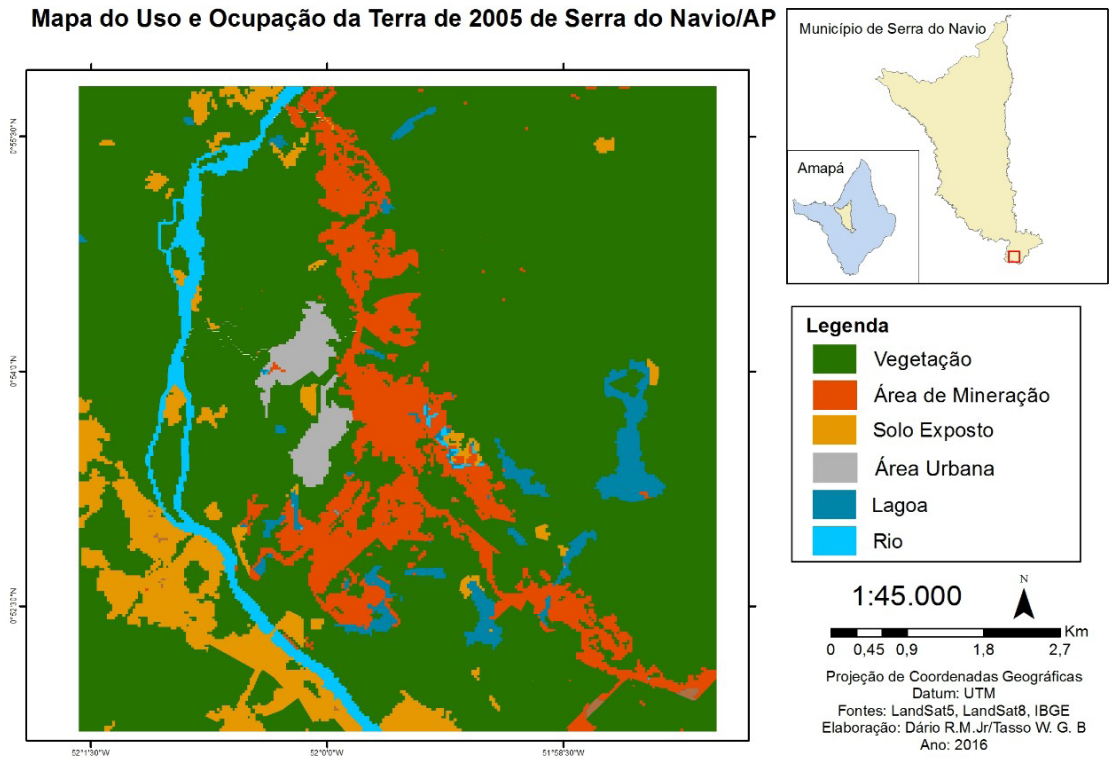 Mapa do Uso e Ocupação da Terra de 2005 de Serra do Navio/AP
Município de Serra do Navio
Amapá
0°55'30"N
0°54'0"N
0°52'30"N
52°1'30"W
52°0'0"W
51°58'30"W
Legenda
Vegetação
Área de Mineração
Solo Exposto
Área Urbana
Lagoa
Rio
1:45.000
N
Km
0 0,45 0,9 1,8 2,7
Projeção de Coordenadas Geográficas
Datum: UTM
Fontes: LandSat5, LandSat8, IBGE
Elaboração: Dário R.M.Jr/Tasso W. G. B
Ano: 2016